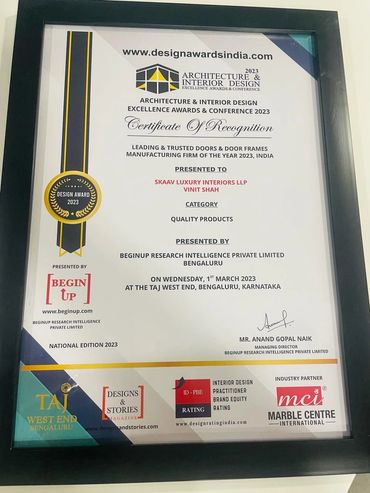 www.designawardsindia.com
2023
ARCHITECTURE &
INTERIOR DESIGN
EXCELLENCE AWARDS & CONFERENCE
ARCHITECTURE & INTERIOR DESIGN
EXCELLENCE AWARDS & CONFERENCE 2023
Certificate Of Recognition
LEADING & TRUSTED DOORS & DOOR FRAMES
MANUFACTURING FIRM OF THE YEAR 2023, INDIA
PRESENTED TO
SKAAV LUXURY INTERIORS LLP
VINIT SHAH
CATEGORY
QUALITY PRODUCTS
DESIGN AWARD
2023
PRESENTED BY
BEGINUP RESEARCH INTELLIGENCE PRIVATE LIMITED
BENGALURU
ON WEDNESDAY, 1ST MARCH 2023
AT THE TAJ WEST END, BENGALURU, KARNATAKA
PRESENTED BY
[BEGIN
UP]
www.beginup.com
BEGINUP RESEARCH INTELLIGENCE
PRIVATE LIMITED
NATIONAL EDITION 2023
MR. ANAND GOPAL NAIK
MANAGING DIRECTOR
BEGINUP RESEARCH INTELLIGENCE PRIVATE LIMITED
TAJ
WEST END
BENGALURU
[DESIGNS
& STORIES
MAGAZINE]
www.designsandstories.com
ID - PBE
RATING
INTERIOR DESIGN
PRACTITIONER
BRAND EQUITY
RATING
www.designratingindia.com
INDUSTRY PARTNER
mci
MARBLE CENTRE
INTERNATIONAL